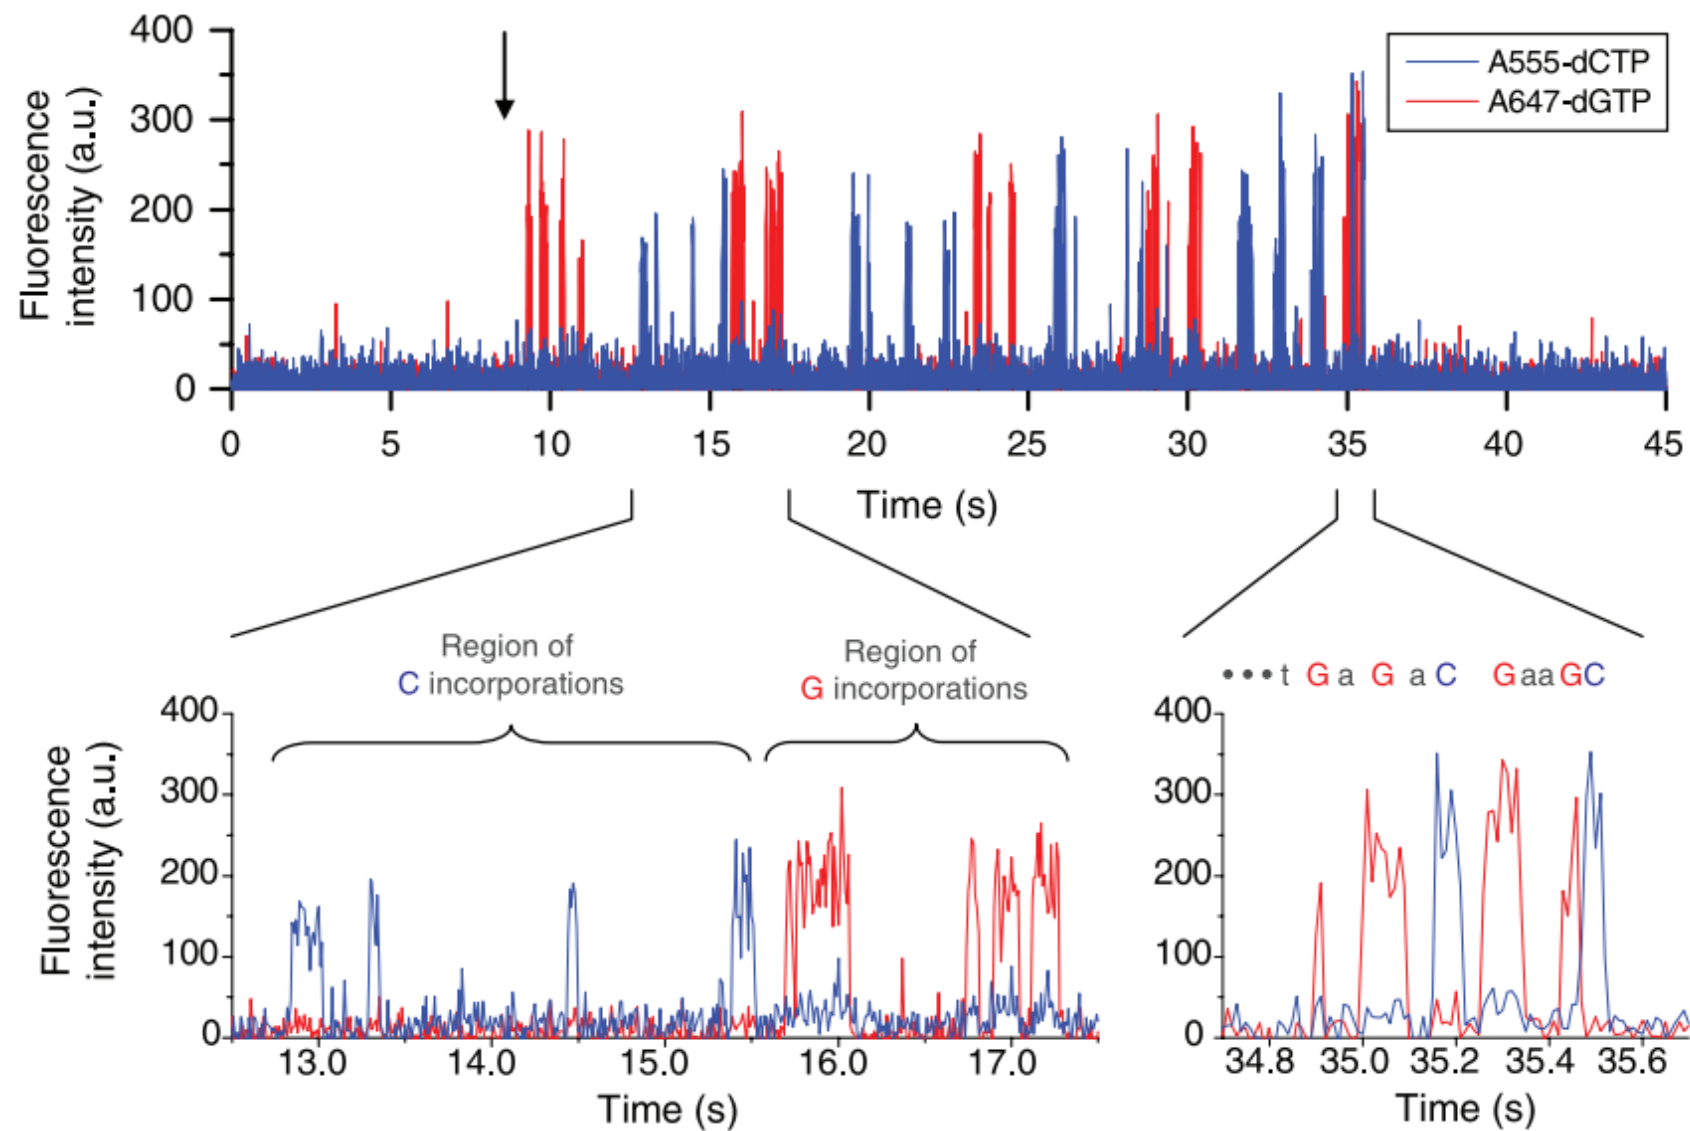 400
300
200
100
0
Fluorescence
intensity (a.u.)
A555-dCTP
A647-dGTP
0 5 10 15 20 25 30 35 40 45
Time (s)
Region of
C incorporations
Region of
G incorporations
400
300
200
100
0
Fluorescence
intensity (a.u.)
13.0 14.0 15.0 16.0 17.0
Time (s)
•••t G a G a C G aa G C
400
300
200
100
0
34.8 35.0 35.2 35.4 35.6
Time (s)